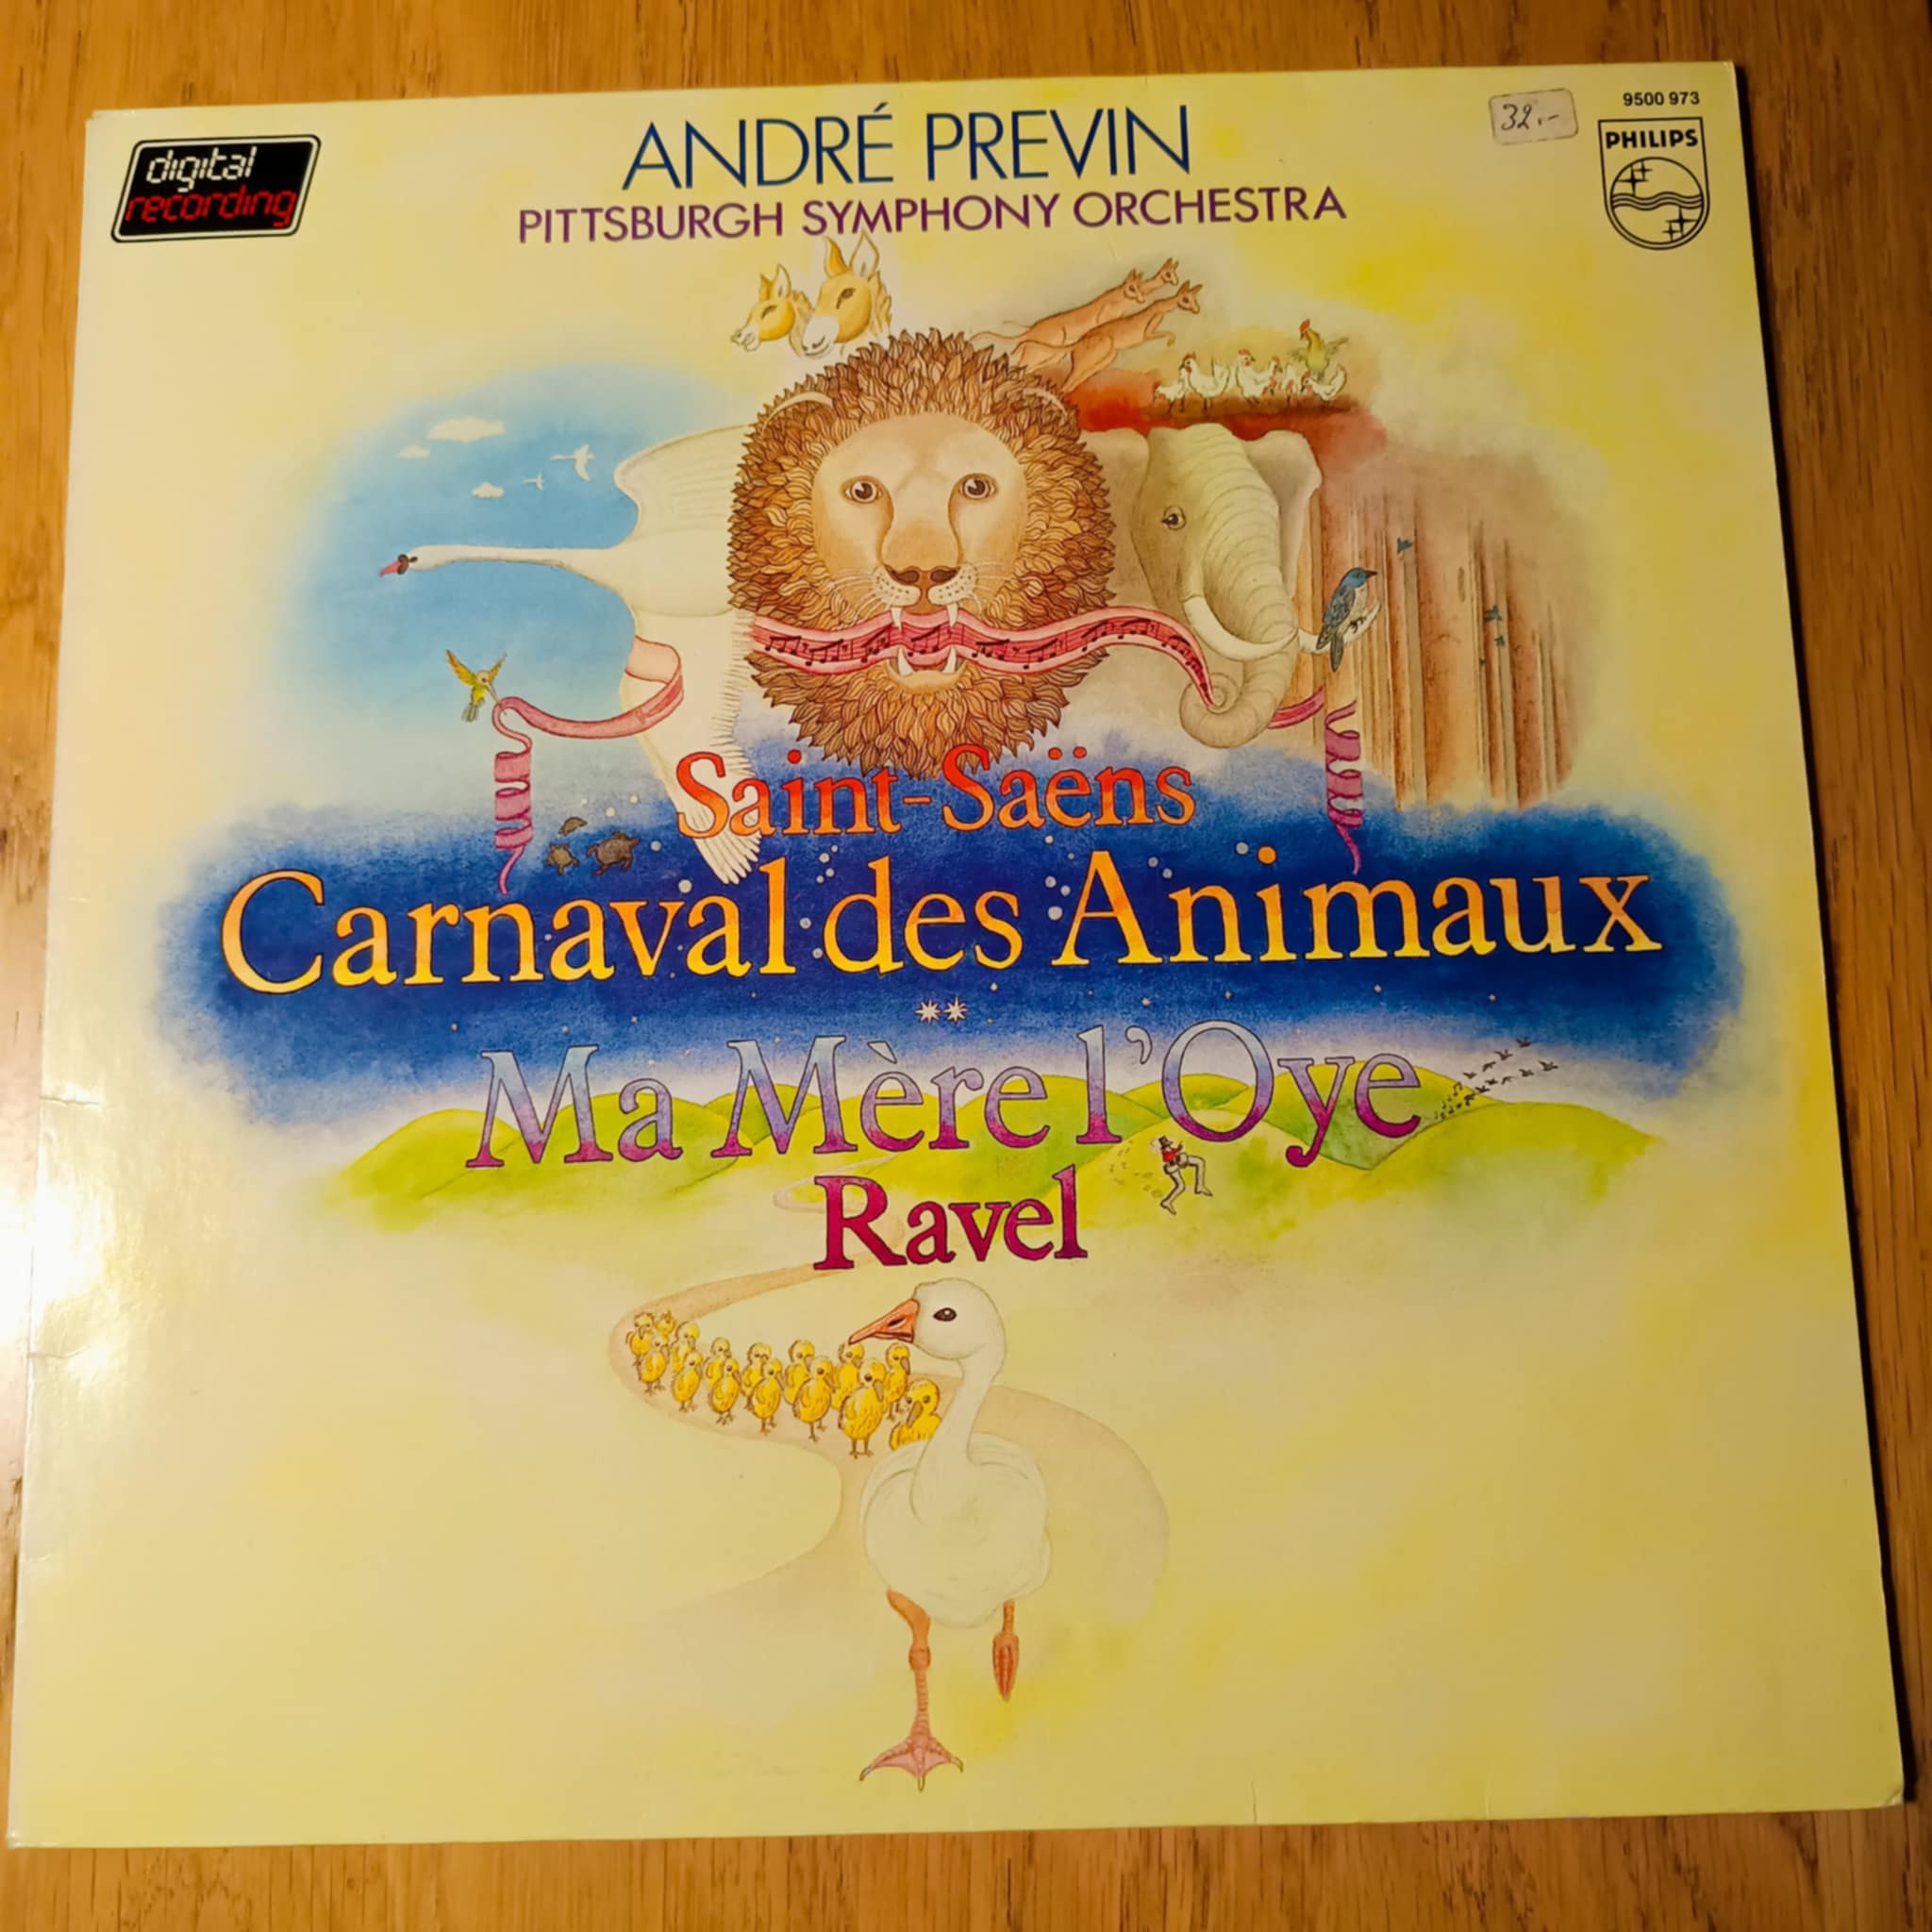 digital
recording
ANDRÉ PREVIN
PITTSBURGH SYMPHONY ORCHESTRA
32.-
9500 973
PHILIPS
Saint-Saëns
Carnaval des Animaux
Ma Mère l'Oye
Ravel